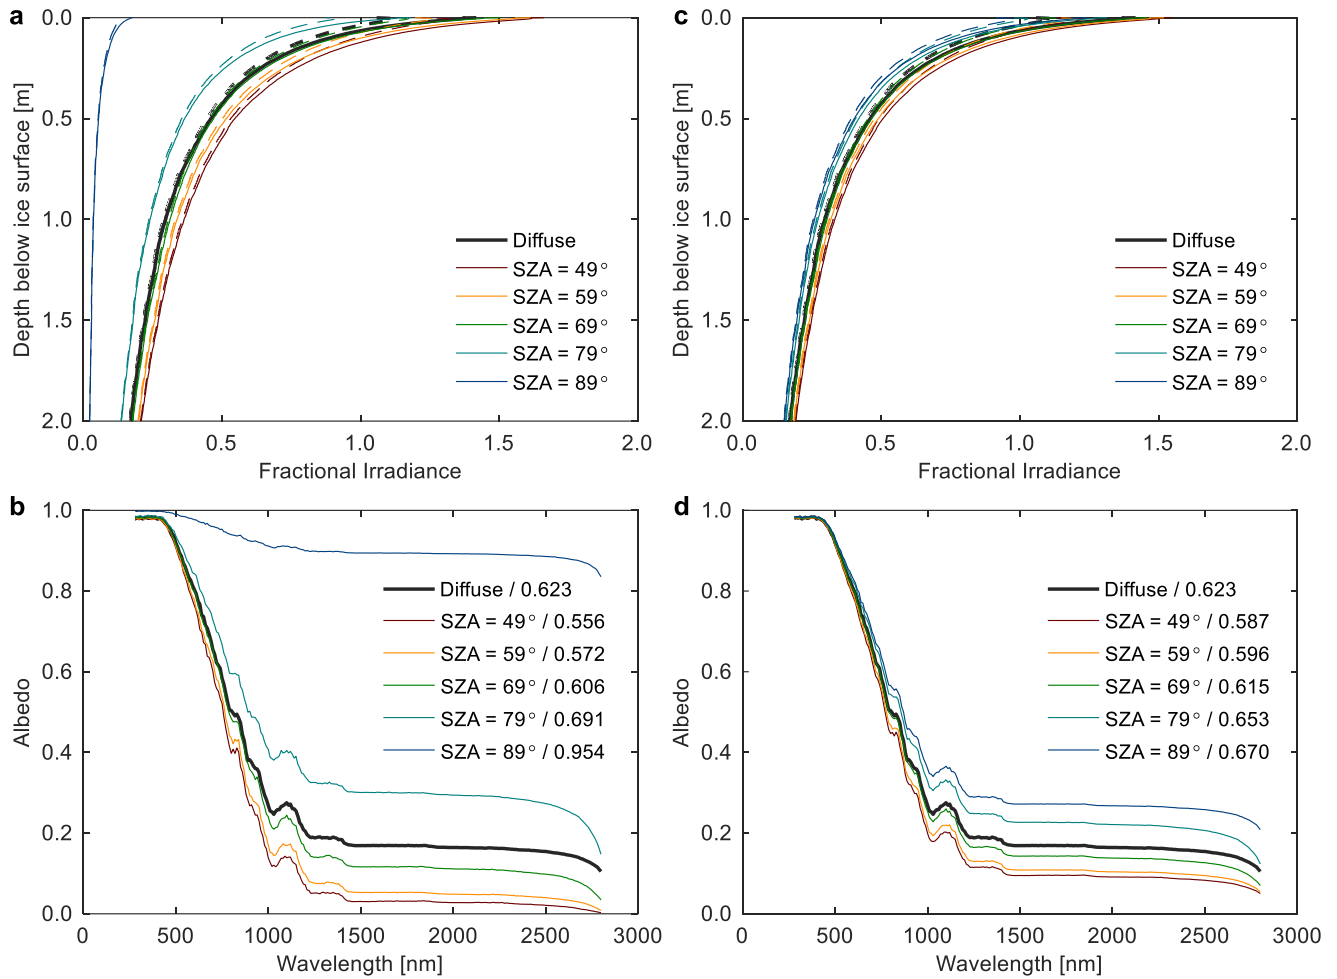 a
0.0
0.5
1.0
1.5
2.0
Depth below ice surface [m]
Diffuse
SZA = 49°
SZA = 59°
SZA = 69°
SZA = 79°
SZA = 89°
0.0 0.5 1.0 1.5 2.0
Fractional Irradiance
c
0.0
0.5
1.0
1.5
2.0
Depth below ice surface [m]
Diffuse
SZA = 49°
SZA = 59°
SZA = 69°
SZA = 79°
SZA = 89°
0.0 0.5 1.0 1.5 2.0
Fractional Irradiance
b
1.0
0.8
0.6
0.4
0.2
0.0
Albedo
Diffuse / 0.623
SZA = 49° / 0.556
SZA = 59° / 0.572
SZA = 69° / 0.606
SZA = 79° / 0.691
SZA = 89° / 0.954
0 500 1000 1500 2000 2500 3000
Wavelength [nm]
d
1.0
0.8
0.6
0.4
0.2
0.0
Albedo
Diffuse / 0.623
SZA = 49° / 0.587
SZA = 59° / 0.596
SZA = 69° / 0.615
SZA = 79° / 0.653
SZA = 89° / 0.670
0 500 1000 1500 2000 2500 3000
Wavelength [nm]